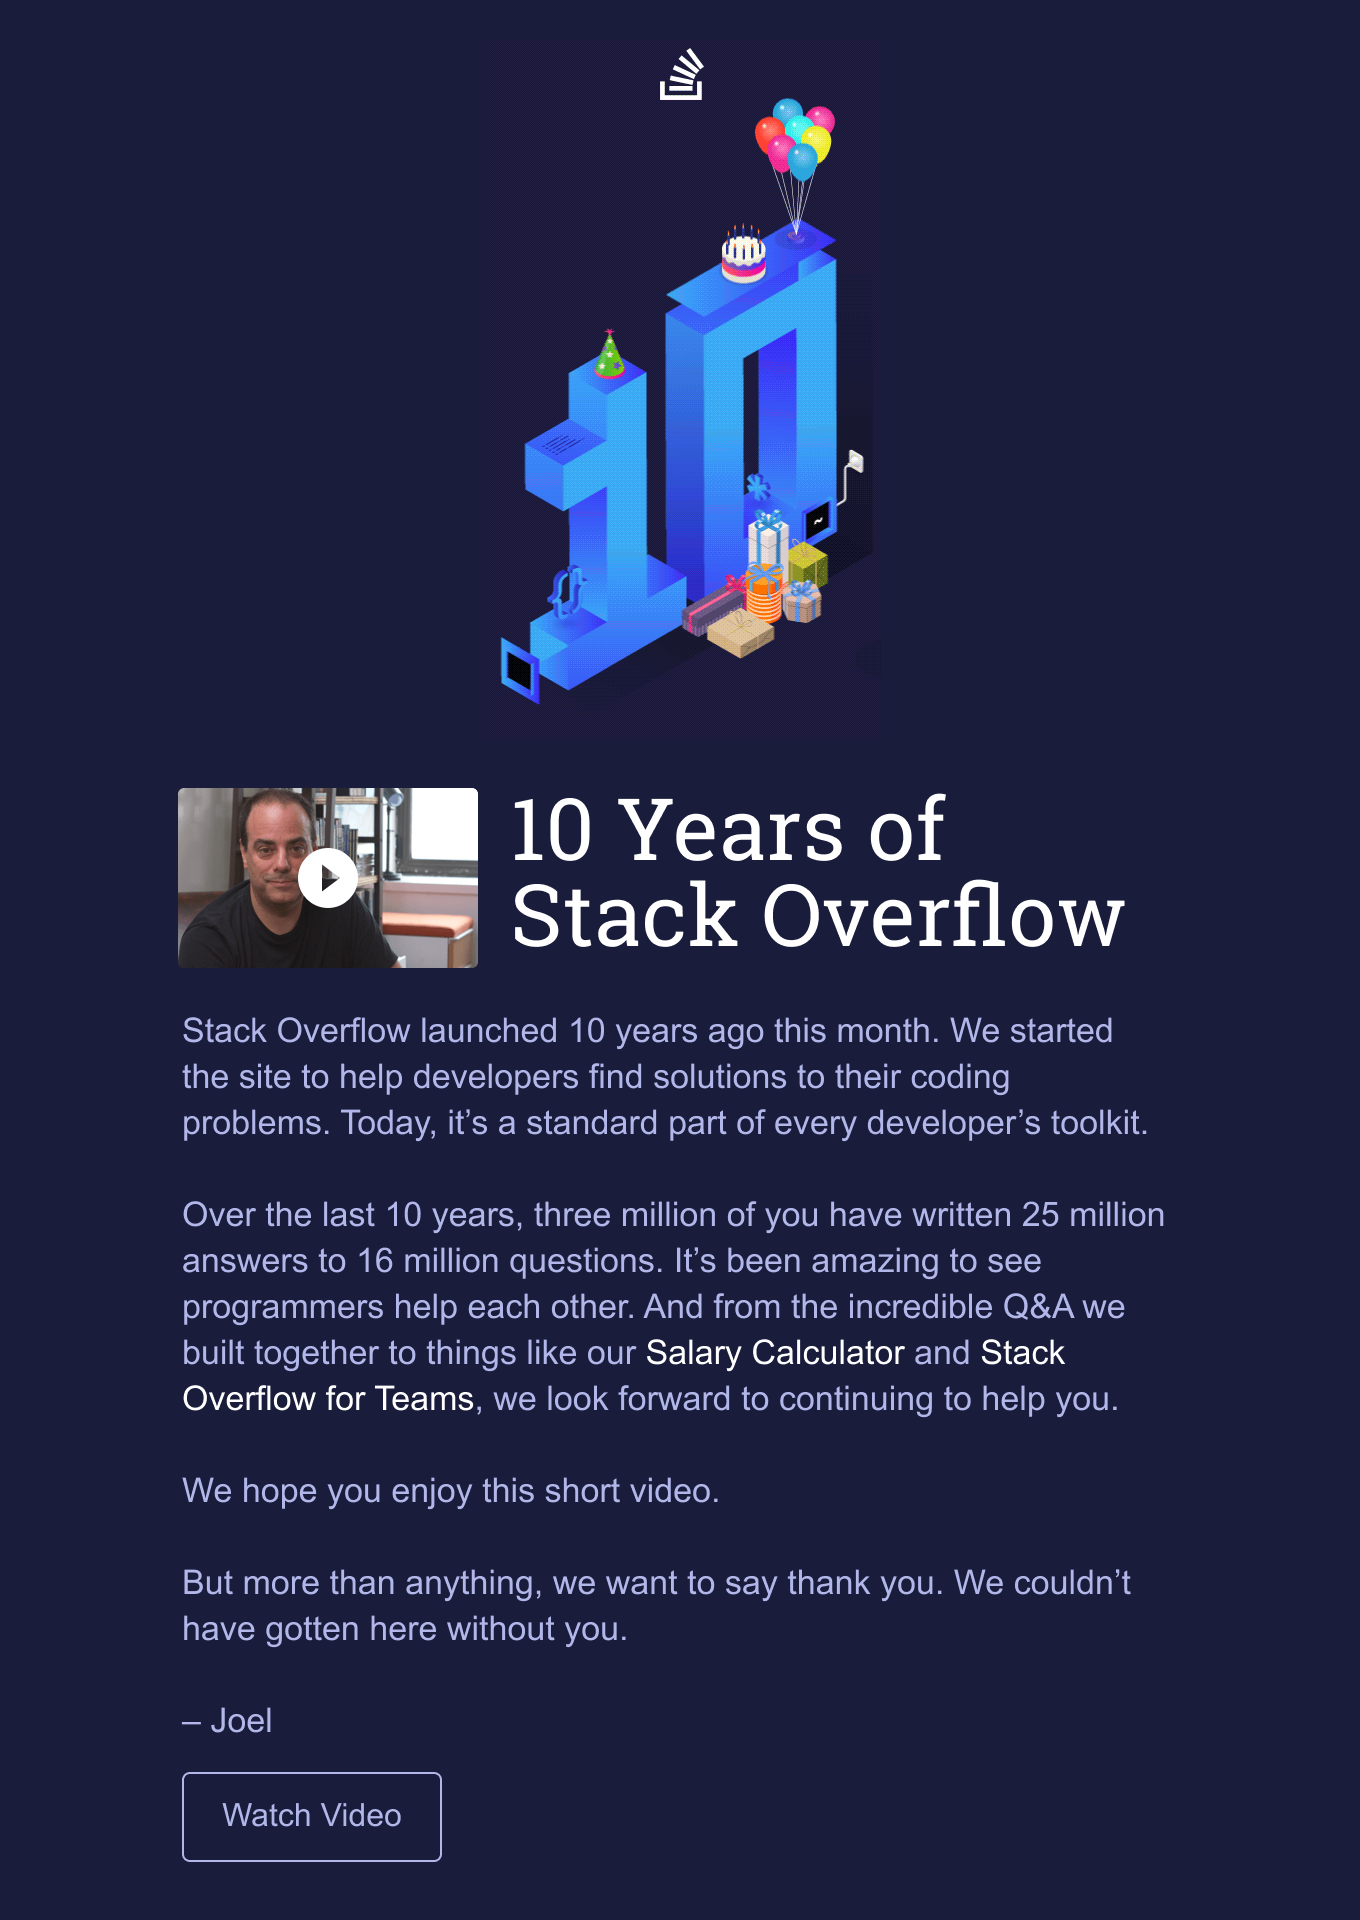 10 Years of
Stack Overflow
Stack Overflow launched 10 years ago this month. We started
the site to help developers find solutions to their coding
problems. Today, it’s a standard part of every developer’s toolkit.
Over the last 10 years, three million of you have written 25 million
answers to 16 million questions. It’s been amazing to see
programmers help each other. And from the incredible Q&A we
built together to things like our Salary Calculator and Stack
Overflow for Teams, we look forward to continuing to help you.
We hope you enjoy this short video.
But more than anything, we want to say thank you. We couldn’t
have gotten here without you.
– Joel
Watch Video